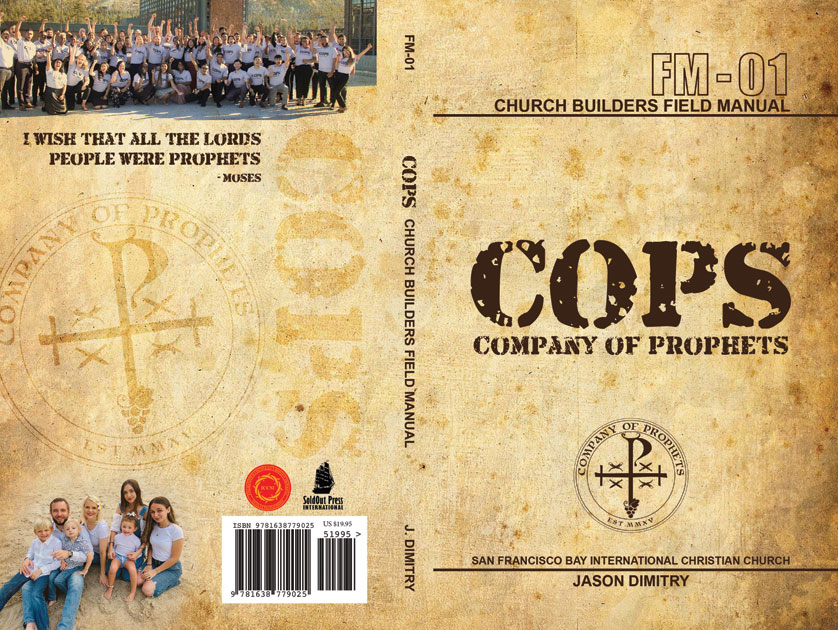 I WISH THAT ALL THE LORDS
PEOPLE WERE PROPHETS
- MOSES
COPS
COMPANY OF PROPHETS
EST MMXV
SoldOut Press
INTERNATIONAL
ISBN 9781638779025
US $19.95
51995 >
9 781638 779025
FM-01
COPS CHURCH BUILDERS FIELD MANUAL
J. DIMITRY
FM - 01
CHURCH BUILDERS FIELD MANUAL
COPS
COMPANY OF PROPHETS
COMPANY OF PROPHETS
EST MMXV
SAN FRANCISCO BAY INTERNATIONAL CHRISTIAN CHURCH
JASON DIMITRY